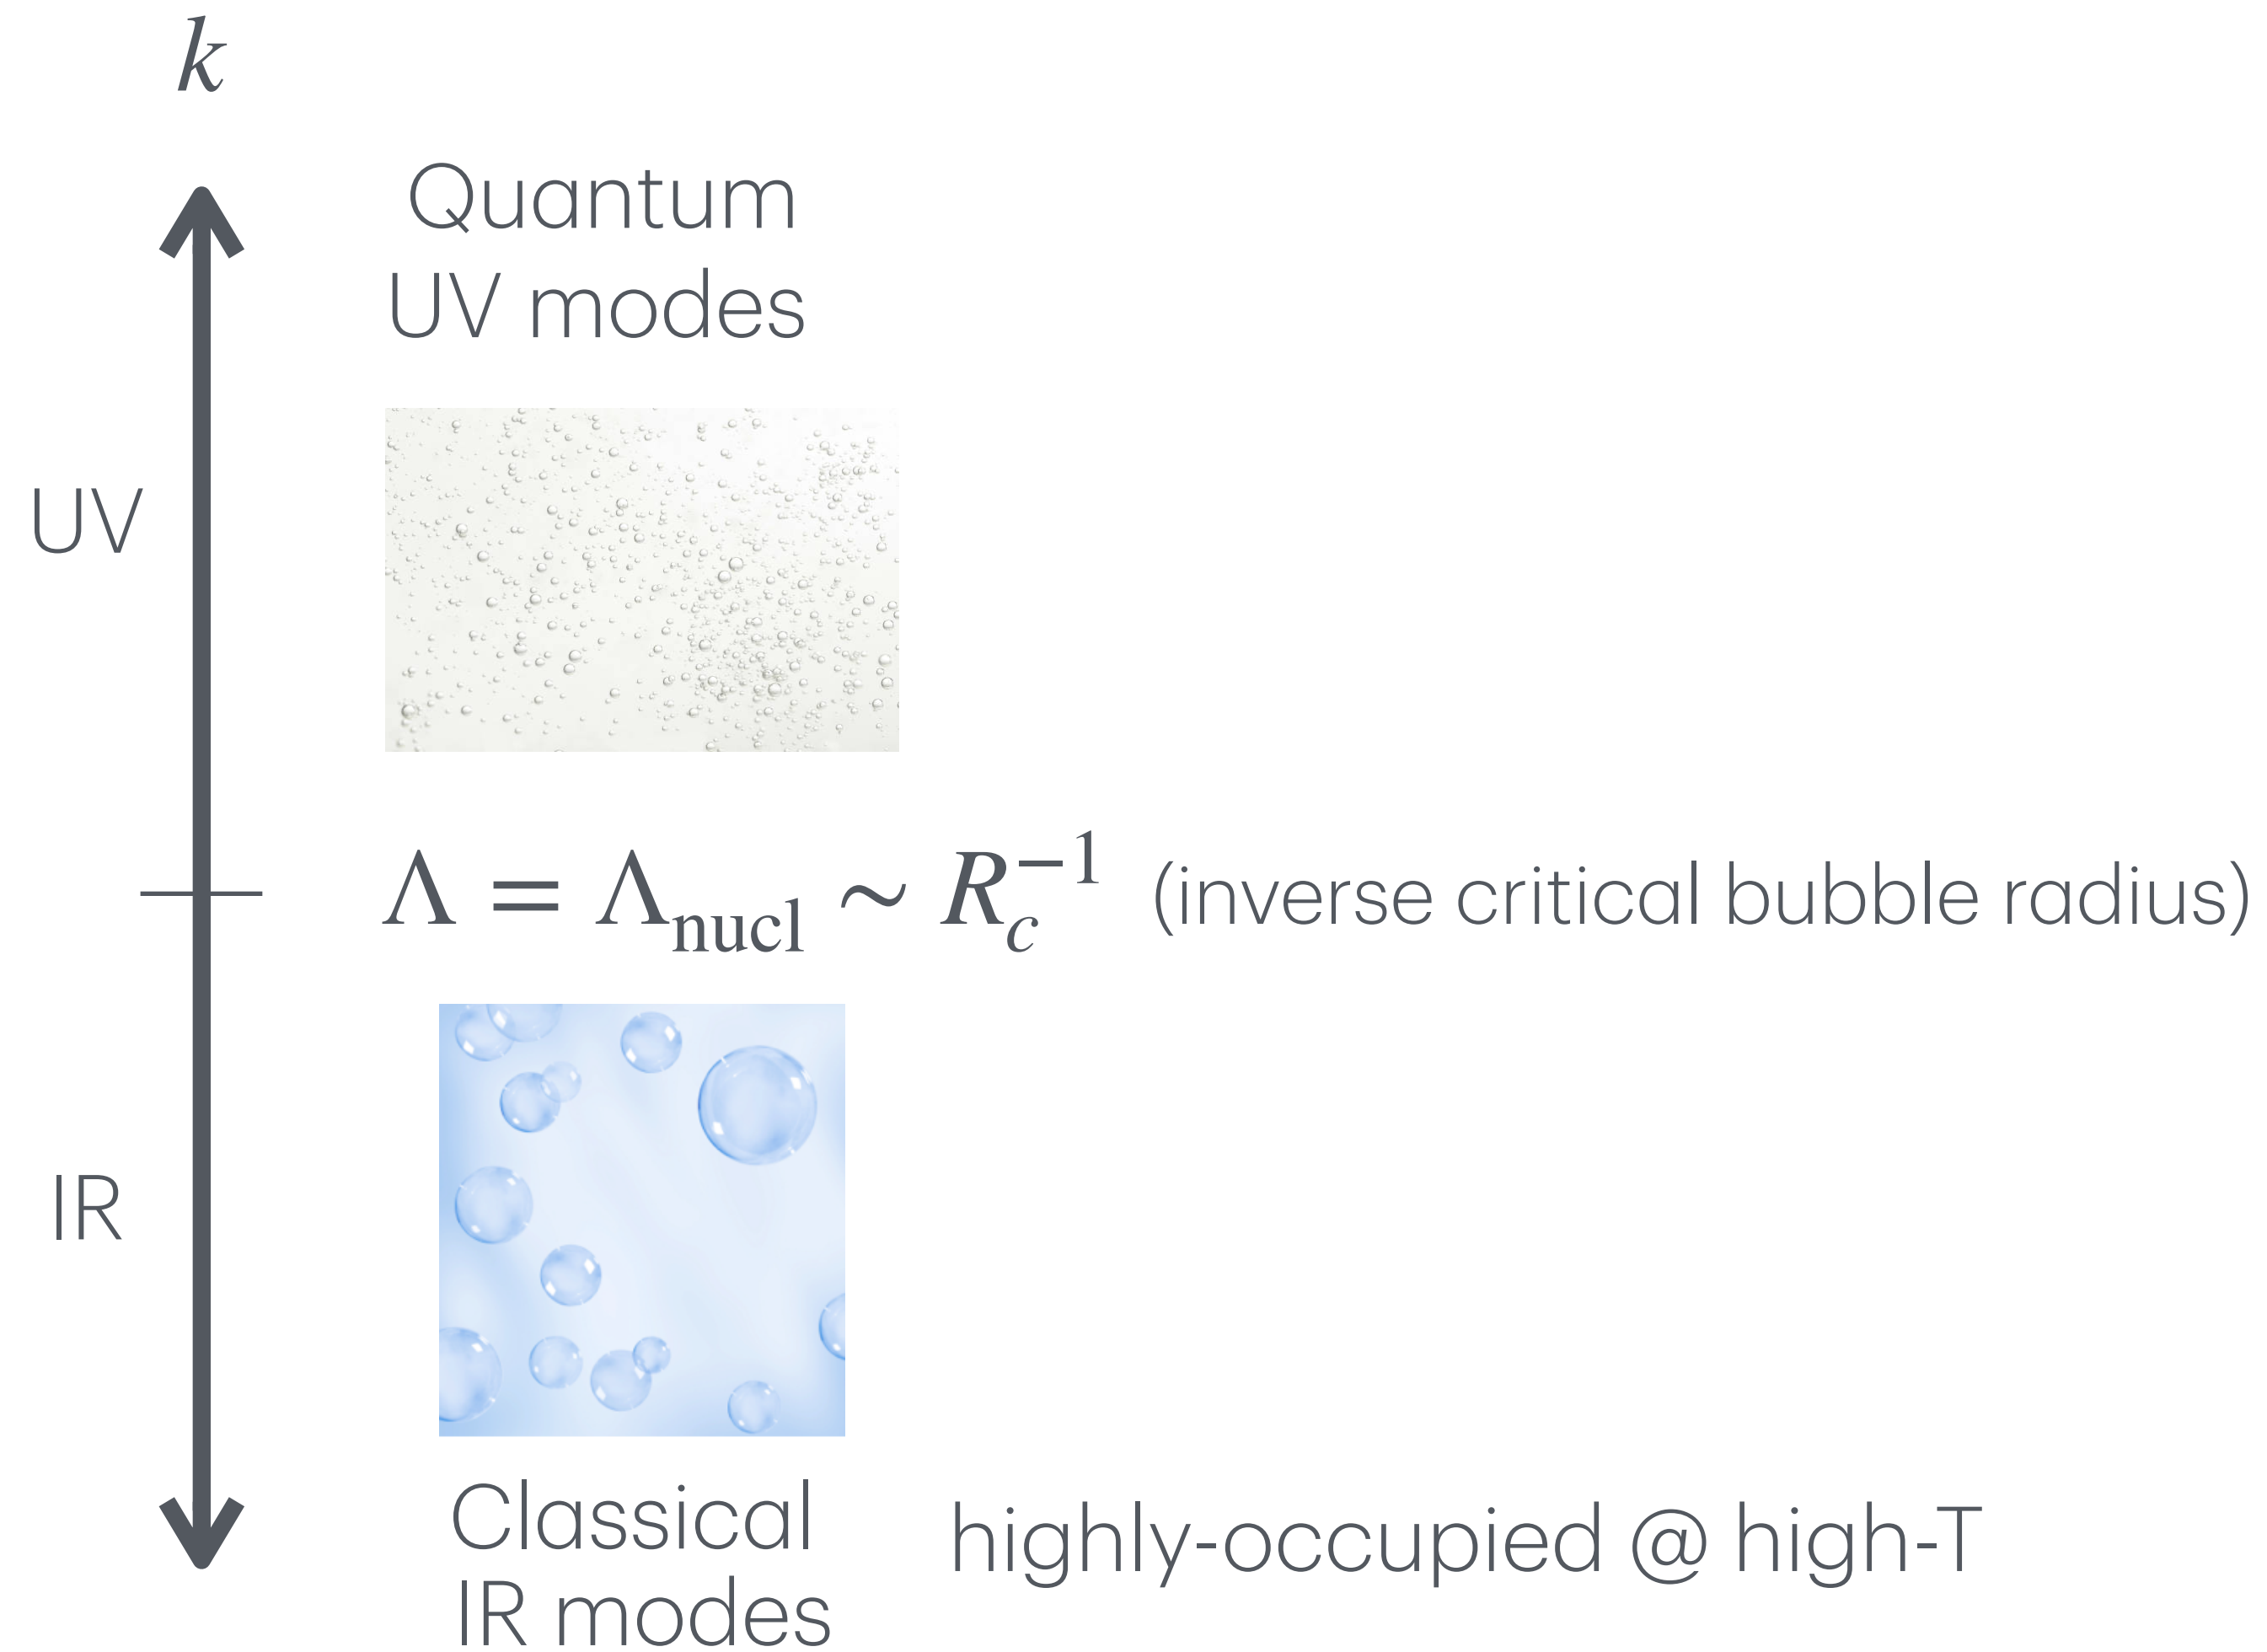 k
Quantum
UV modes
UV
Λ = Λ_nucl ∼ R_c^−1 (inverse critical bubble radius)
IR
Classical
IR modes
highly-occupied @ high-T